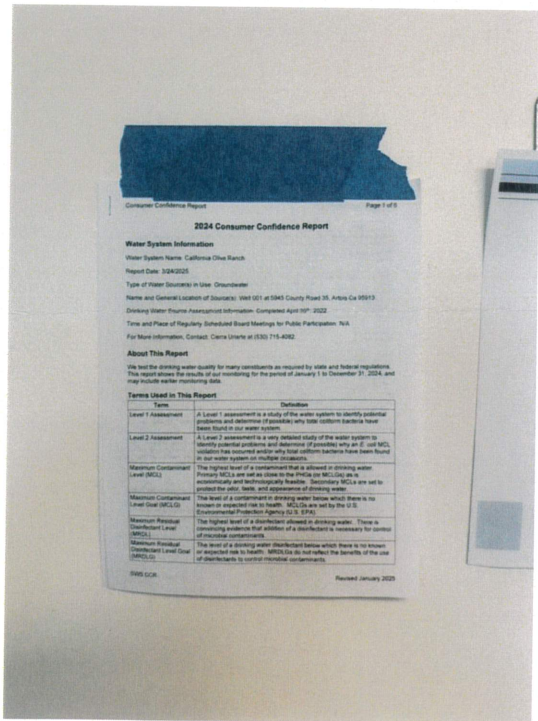 Consumer Confidence Report Page 1 of 9
2024 Consumer Confidence Report
Water System Information
Water System Name: California Olive Ranch
Report Date: 3/24/2025
Type of Water Source(s) in Use: Groundwater
Name and General Location of Source(s): Well 001 at 5945 County Road 35, Artois Ca 95913
Drinking Water Source Assessment Information: Completed April 2022
Time and Place of Regularly Scheduled Board Meetings for Public Participation: N/A
For More Information, Contact: Cierra Uriarte at (530) 715-4082
About This Report
We test the drinking water quality for many constituents as required by state and federal regulations.
This report shows the results of our monitoring for the period of January 1 to December 31, 2024, and
may include earlier monitoring data.
Terms Used in This Report
Term Definition
Level 1 Assessment A Level 1 assessment is a study of the water system to identify potential
problems and determine (if possible) why total coliform bacteria have
been found in our water system.
Level 2 Assessment A Level 2 assessment is a very detailed study of the water system to
identify potential problems and determine (if possible) why an E. coli MCL
violation has occurred and/or why total coliform bacteria have been found
in our water system on multiple occasions.
Maximum Contaminant The highest level of a contaminant that is allowed in drinking water.
Level (MCL) Primary MCLs are set as close to the PHGs (or MCLGs) as is
economically and technologically feasible. Secondary MCLs are set to
protect the odor, taste, and appearance of drinking water.
Maximum Contaminant The level of a contaminant in drinking water below which there is no
Level Goal (MCLG) known or expected risk to health. MCLGs are set by the U.S.
Environmental Protection Agency (U.S. EPA).
Maximum Residual The highest level of a disinfectant allowed in drinking water. There is
Disinfectant Level convincing evidence that addition of a disinfectant is necessary for control
(MRDL) of microbial contaminants.
Maximum Residual The level of a drinking water disinfectant below which there is no known
Disinfectant Level Goal or expected risk to health. MRDLGs do not reflect the benefits of the use
(MRDLG) of disinfectants to control microbial contaminants.
SWS CCR Revised January 2025